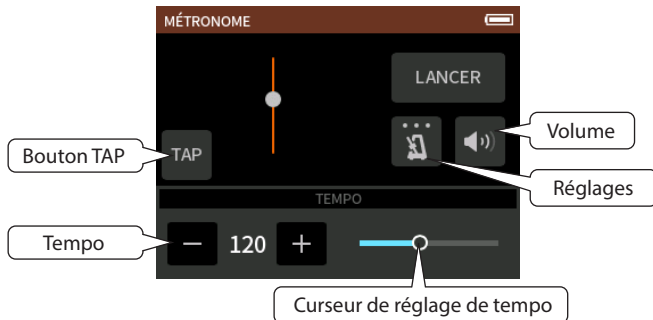 MÉTRONOME
LANCER
Volume
Bouton TAP
TAP
Réglages
TEMPO
Tempo
120
Curseur de réglage de tempo